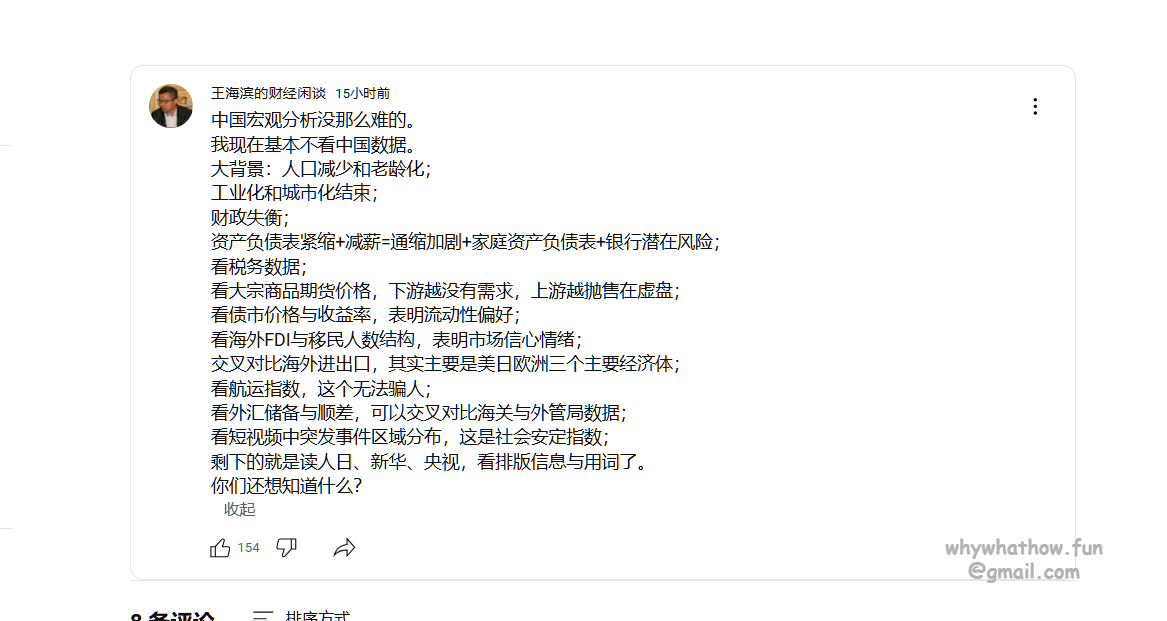 王海滨的财经闲谈 15小时前
中国宏观分析没那么难的。
我现在基本不看中国数据。
大背景：人口减少和老龄化；
工业化和城市化结束；
财政失衡；
资产负债表紧缩+减薪=通缩加剧+家庭资产负债表+银行潜在风险；
看税务数据；
看大宗商品期货价格，下游越没有需求，上游越抛售在虚盘；
看债市价格与收益率，表明流动性偏好；
看海外FDI与移民人数结构，表明市场信心情绪；
交叉对比海外进出口，其实主要是美日欧洲三个主要经济体；
看航运指数，这个无法骗人；
看外汇储备与顺差，可以交叉对比海关与外管局数据；
看短视频中突发事件区域分布，这是社会安定指数；
剩下的就是读人日、新华、央视，看排版信息与用词了。
你们还想知道什么？
收起
154
whywhathow.fun
@gmail.com
8 条评论 排序方式